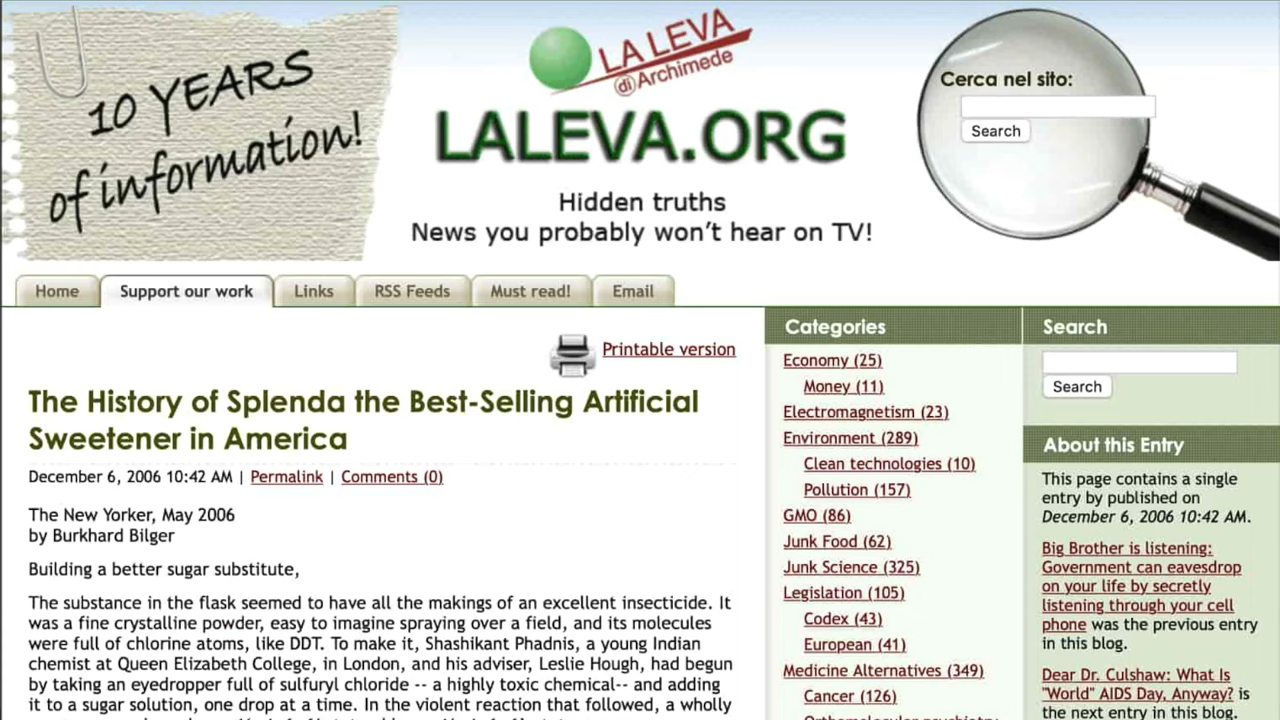 10 YEARS
of information!
LA LEVA
di Archimede
LALEVA.ORG
Hidden truths
News you probably won't hear on TV!
Cerca nel sito:
Search
Home
Support our work
Links
RSS Feeds
Must read!
Email
Printable version
The History of Splenda the Best-Selling Artificial
Sweetener in America
December 6, 2006 10:42 AM | Permalink | Comments (0)
The New Yorker, May 2006
by Burkhard Bilger
Building a better sugar substitute,
The substance in the flask seemed to have all the makings of an excellent insecticide. It
was a fine crystalline powder, easy to imagine spraying over a field, and its molecules
were full of chlorine atoms, like DDT. To make it, Shashikant Phadnis, a young Indian
chemist at Queen Elizabeth College, in London, and his adviser, Leslie Hough, had begun
by taking an eyedropper full of sulfuryl chloride -- a highly toxic chemical-- and adding
it to a sugar solution, one drop at a time. In the violent reaction that followed, a wholly
Categories
Economy (25)
Money (11)
Electromagnetism (23)
Environment (289)
Clean technologies (10)
Pollution (157)
GMO (86)
Junk Food (62)
Junk Science (325)
Legislation (105)
Codex (43)
European (41)
Medicine Alternatives (349)
Cancer (126)
Orthomolecular psychiatry
Search
Search
About this Entry
This page contains a single
entry by published on
December 6, 2006 10:42 AM.
Big Brother is listening:
Government can eavesdrop
on your life by secretly
listening through your cell
phone was the previous entry
in this blog.
Dear Dr. Culshaw: What Is
"World" AIDS Day, Anyway? is
the next entry in this blog.